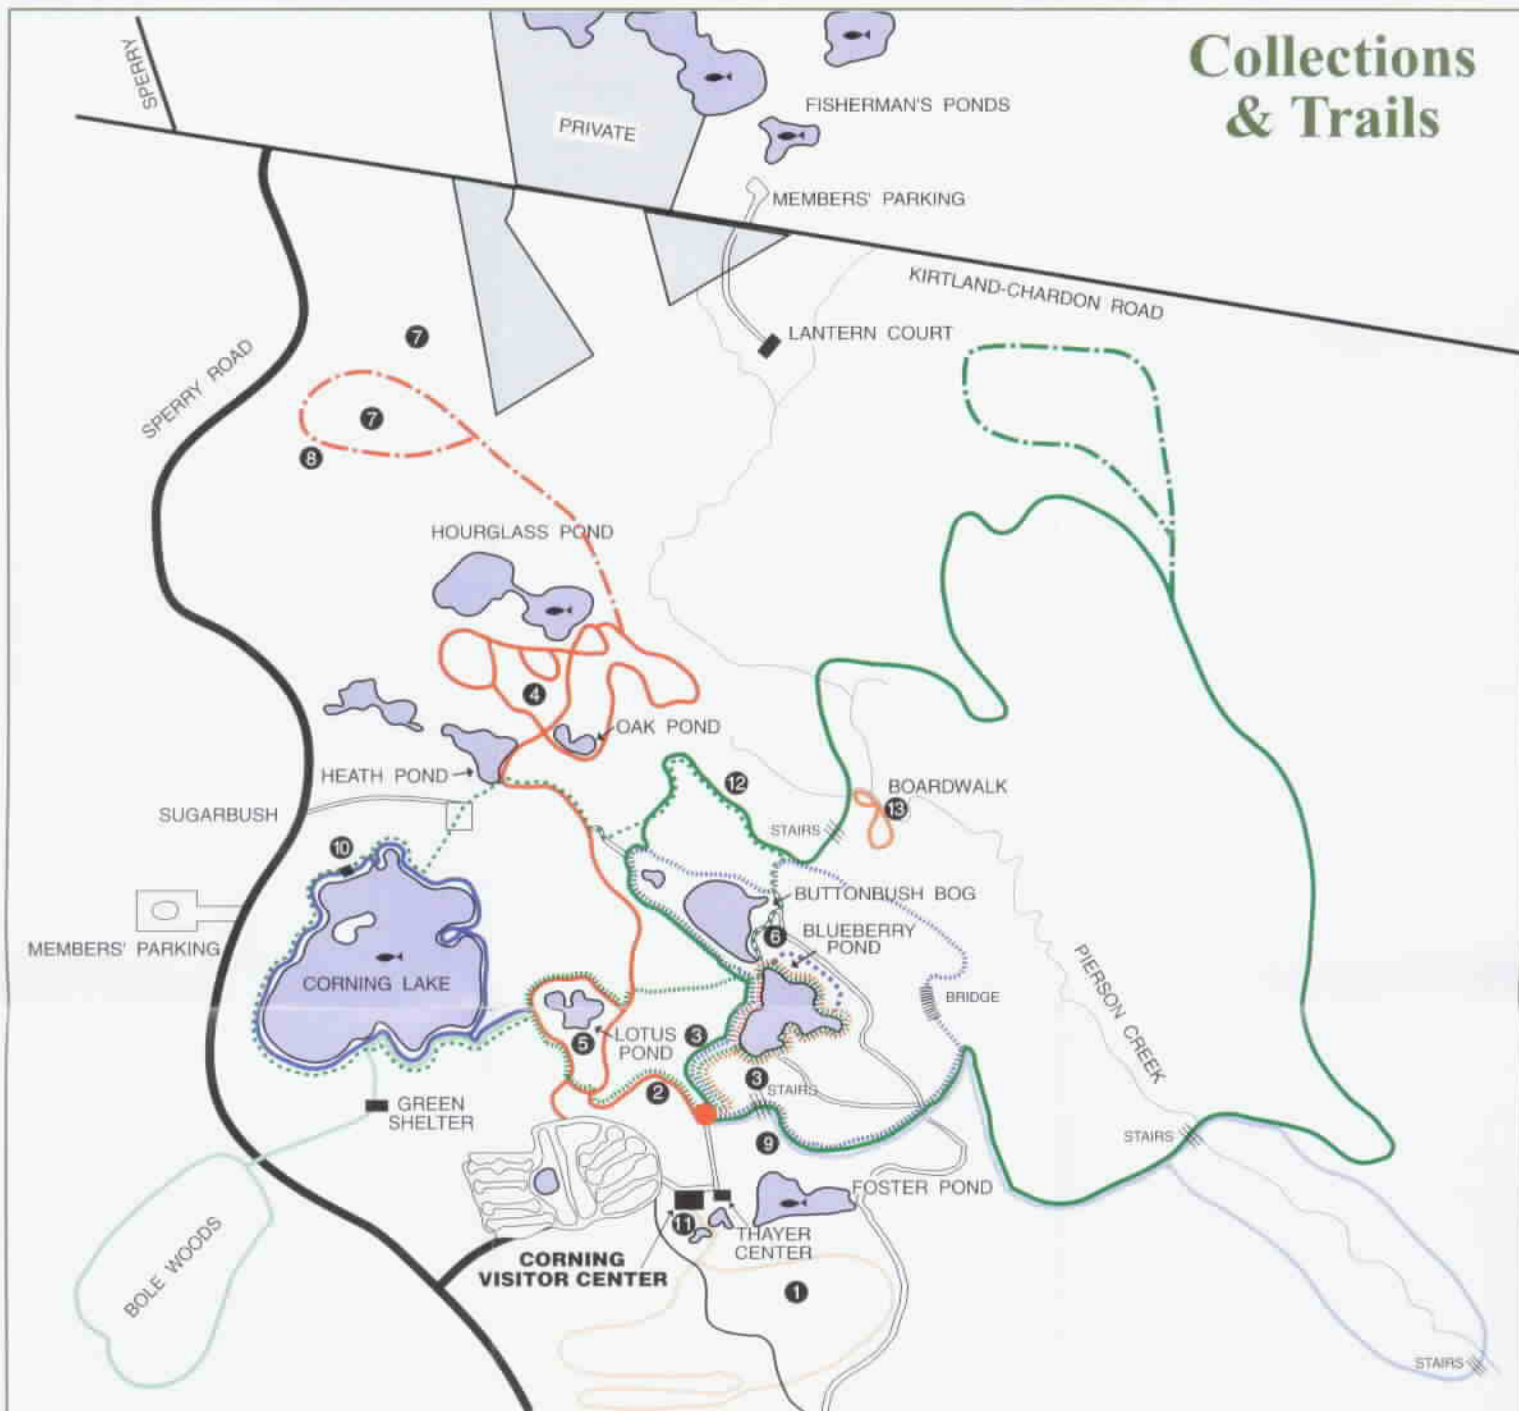 Collections
& Trails
SPERRY
PRIVATE
FISHERMAN'S PONDS
MEMBERS' PARKING
KIRTLAND-CHARDON ROAD
LANTERN COURT
SPERRY ROAD
7
7
8
HOURGLASS POND
4
OAK POND
HEATH POND
SUGARBUSH
12
BOARDWALK
13
STAIRS
10
BUTTONBUSH BOG
6
BLUEBERRY
POND
MEMBERS' PARKING
CORNING LAKE
BRIDGE
PIERSON CREEK
5
LOTUS
POND
3
3
STAIRS
2
GREEN
SHELTER
9
STAIRS
FOSTER POND
11
THAYER
CENTER
CORNING
VISITOR CENTER
BOLE WOODS
1
STAIRS